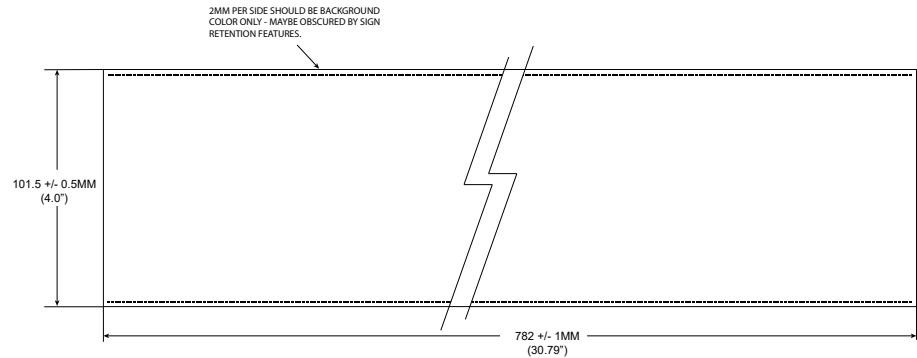 2MM PER SIDE SHOULD BE BACKGROUND
COLOR ONLY - MAYBE OBSCURED BY SIGN
RETENTION FEATURES.
101.5 +/- 0.5MM
(4.0")
782 +/- 1MM
(30.79")